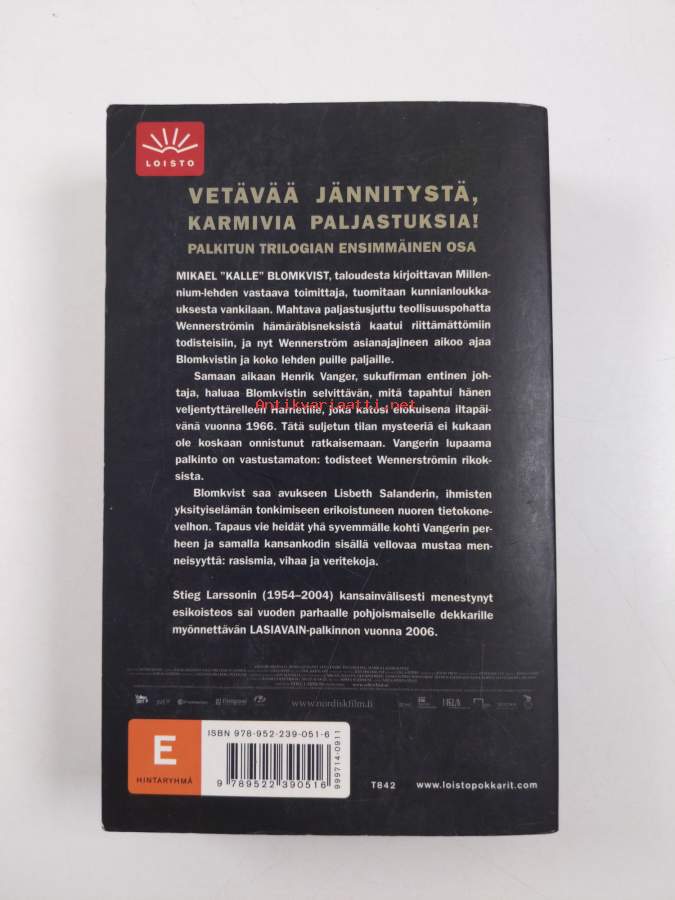 LOISTO
VETÄVÄÄ JÄNNITYSTÄ,
KARMIVIA PALJASTUKSIA!
PALKITUN TRILOGIAN ENSIMMÄINEN OSA
MIKAEL "KALLE" BLOMKVIST, taloudesta kirjoittavan Millen-
nium-lehden vastaava toimittaja, tuomitaan kunnianloukka-
uksesta vankilaan. Mahtava paljastusjuttu teollisuuspohatta
Wennerströmin hämäräbisneksistä kaatui riittämättömiin
todisteisiin, ja nyt Wennerström asianajajineen aikoo ajaa
Blomkvistin ja koko lehden puille paljaille.
Samaan aikaan Henrik Vanger, sukufirman entinen joh-
taja, haluaa Blomkvistin selvittävän, mitä tapahtui hänen
Antikvariaatti.net
veljentyttärelleen Harrietille, joka katosi elokuisena iltapäi-
vänä vuonna 1966. Tätä suljetun tilan mysteeriä ei kukaan
ole koskaan onnistunut ratkaisemaan. Vangerin lupaama
palkinto on vastustamaton: todisteet Wennerströmin rikok-
sista.
Blomkvist saa avukseen Lisbeth Salanderin, ihmisten
yksityiselämän tonkimiseen erikoistuneen nuoren tietokone-
velhon. Tapaus vie heidät yhä syvemmälle kohti Vangerin per-
heen ja samalla kansankodin sisällä vellovaa mustaa men-
neisyyttä: rasismia, vihaa ja veritekoja.
Stieg Larssonin (1954–2004) kansainvälisesti menestynyt
esikoisteos sai vuoden parhaalle pohjoismaiselle dekkarille
myönnettävän LASIAVAIN-palkinnon vuonna 2006.
www.nordiskfilm.fi
E
HINTARYHMÄ
ISBN 978-952-239-051-6
9 789522 390516
999714-0911
T842 www.loistopokkarit.com